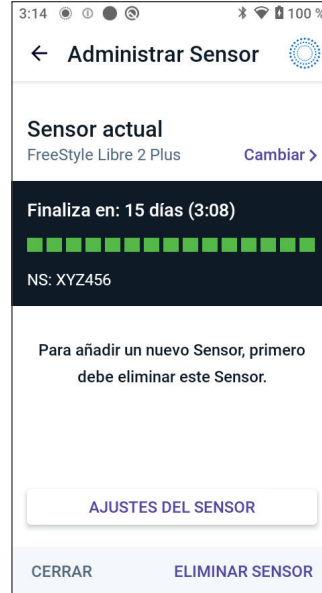 3:14 100 %
Administrar Sensor
Sensor actual
FreeStyle Libre 2 Plus Cambiar >
Finaliza en: 15 días (3:08)
NS: XYZ456
Para añadir un nuevo Sensor, primero
debe eliminar este Sensor.
AJUSTES DEL SENSOR
CERRAR ELIMINAR SENSOR